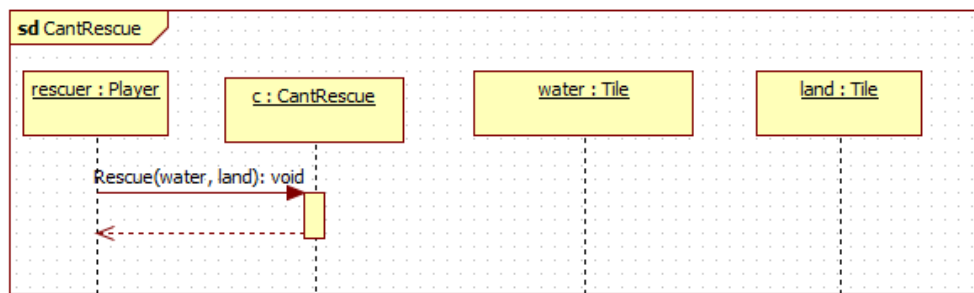 sd CantRescue
rescuer : Player
c : CantRescue
water : Tile
land : Tile
Rescue(water, land): void